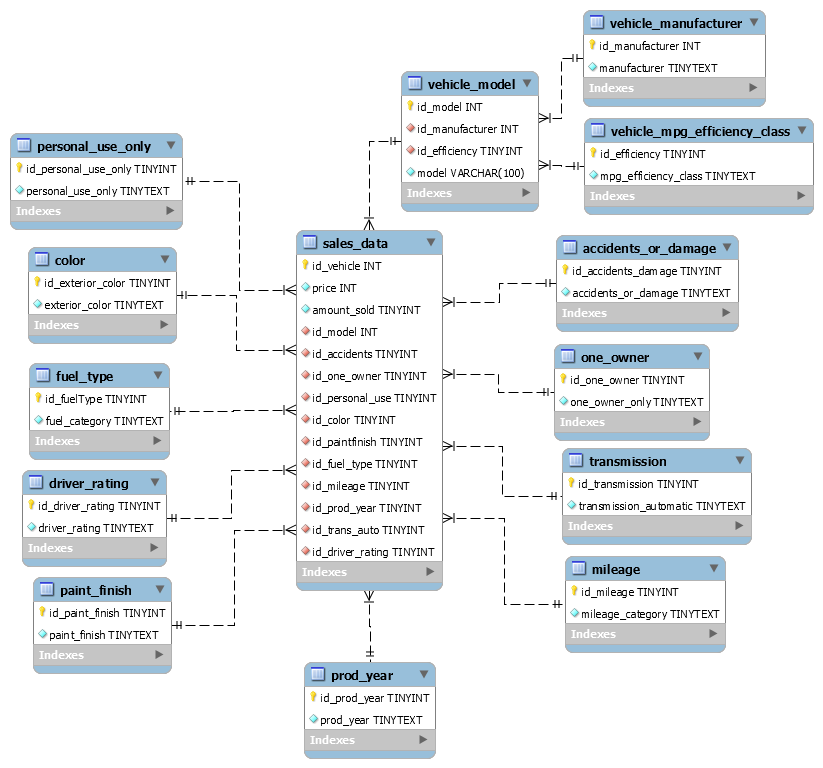 vehicle_manufacturer
id_manufacturer INT
manufacturer TINYTEXT
Indexes
vehicle_model
id_model INT
id_manufacturer INT
id_efficiency TINYINT
model VARCHAR(100)
Indexes
vehicle_mpg_efficiency_class
id_efficiency TINYINT
mpg_efficiency_class TINYTEXT
Indexes
personal_use_only
id_personal_use_only TINYINT
personal_use_only TINYTEXT
Indexes
color
id_exterior_color TINYINT
exterior_color TINYTEXT
Indexes
fuel_type
id_fuelType TINYINT
fuel_category TINYTEXT
Indexes
driver_rating
id_driver_rating TINYINT
driver_rating TINYTEXT
Indexes
paint_finish
id_paint_finish TINYINT
paint_finish TINYTEXT
Indexes
sales_data
id_vehicle INT
price INT
amount_sold TINYINT
id_model INT
id_accidents TINYINT
id_one_owner TINYINT
id_personal_use TINYINT
id_color TINYINT
id_paintfinish TINYINT
id_fuel_type TINYINT
id_mileage TINYINT
id_prod_year TINYINT
id_trans_auto TINYINT
id_driver_rating TINYINT
Indexes
accidents_or_damage
id_accidents_damage TINYINT
accidents_or_damage TINYTEXT
Indexes
one_owner
id_one_owner TINYINT
one_owner_only TINYTEXT
Indexes
transmission
id_transmission TINYINT
transmission_automatic TINYTEXT
Indexes
mileage
id_mileage TINYINT
mileage_category TINYTEXT
Indexes
prod_year
id_prod_year TINYINT
prod_year TINYTEXT
Indexes